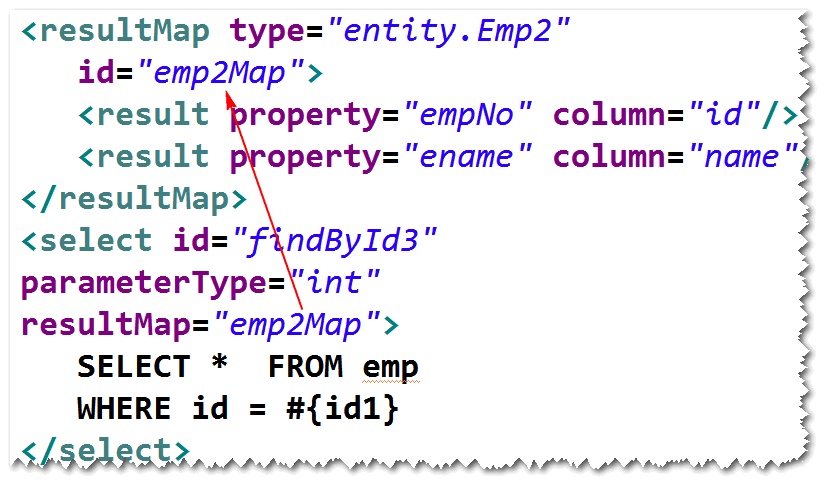 <resultMap type="entity.Emp2"
id="emp2Map">
<result property="empNo" column="id"/>
<result property="ename" column="name"/
</resultMap>
<select id="findById3"
parameterType="int"
resultMap="emp2Map">
SELECT * FROM emp
WHERE id = #{id1}
</select>